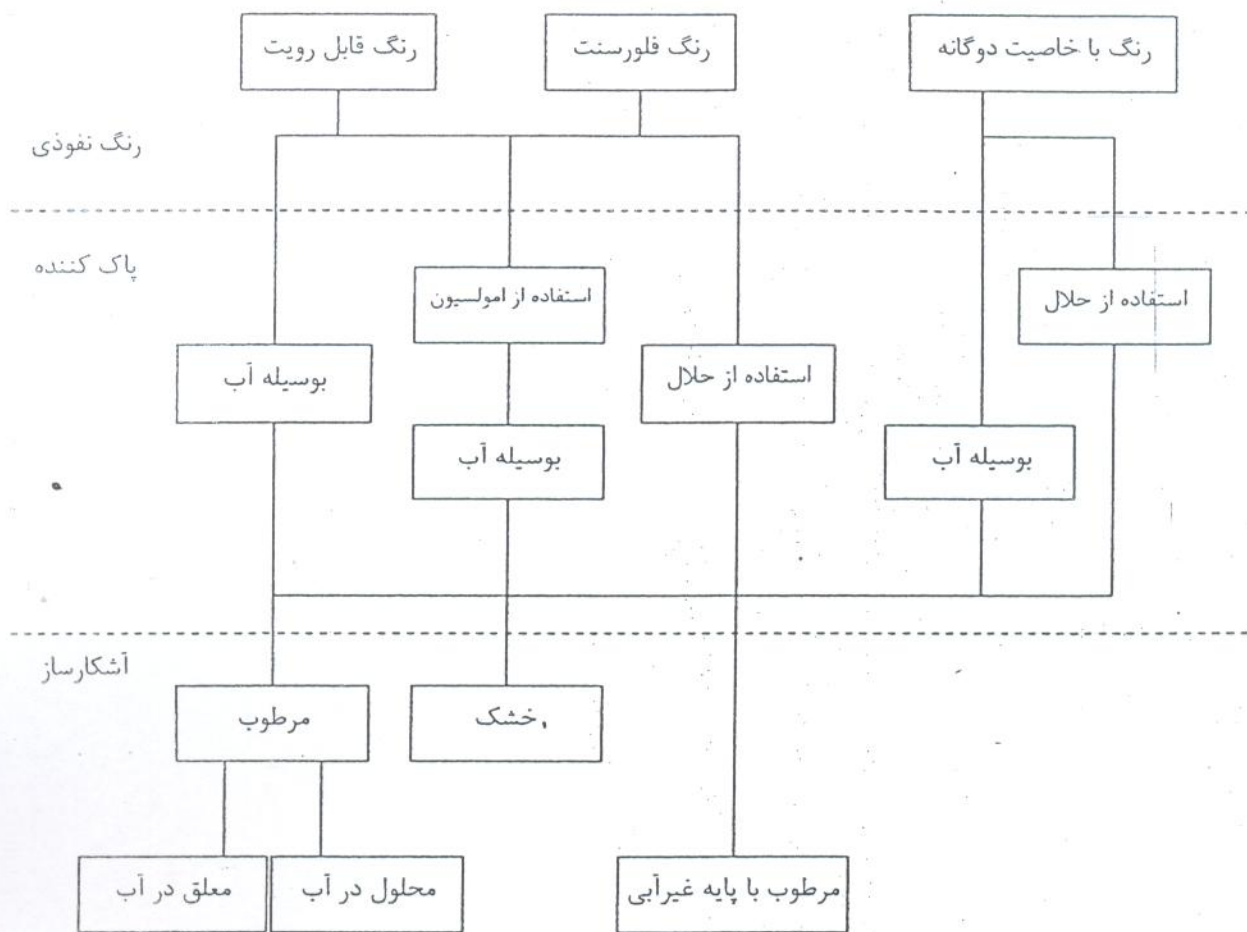 رنگ با خاصیت دوگانه
رنگ فلورسنت
رنگ قابل رویت
رنگ نفوذی
پاک کننده
استفاده از حلال
استفاده از امولسیون
استفاده از حلال
بوسیله آب
بوسیله آب
بوسیله آب
آشکارساز
خشک
مرطوب
مرطوب با پایه غیرآبی
محلول در آب
معلق در آب